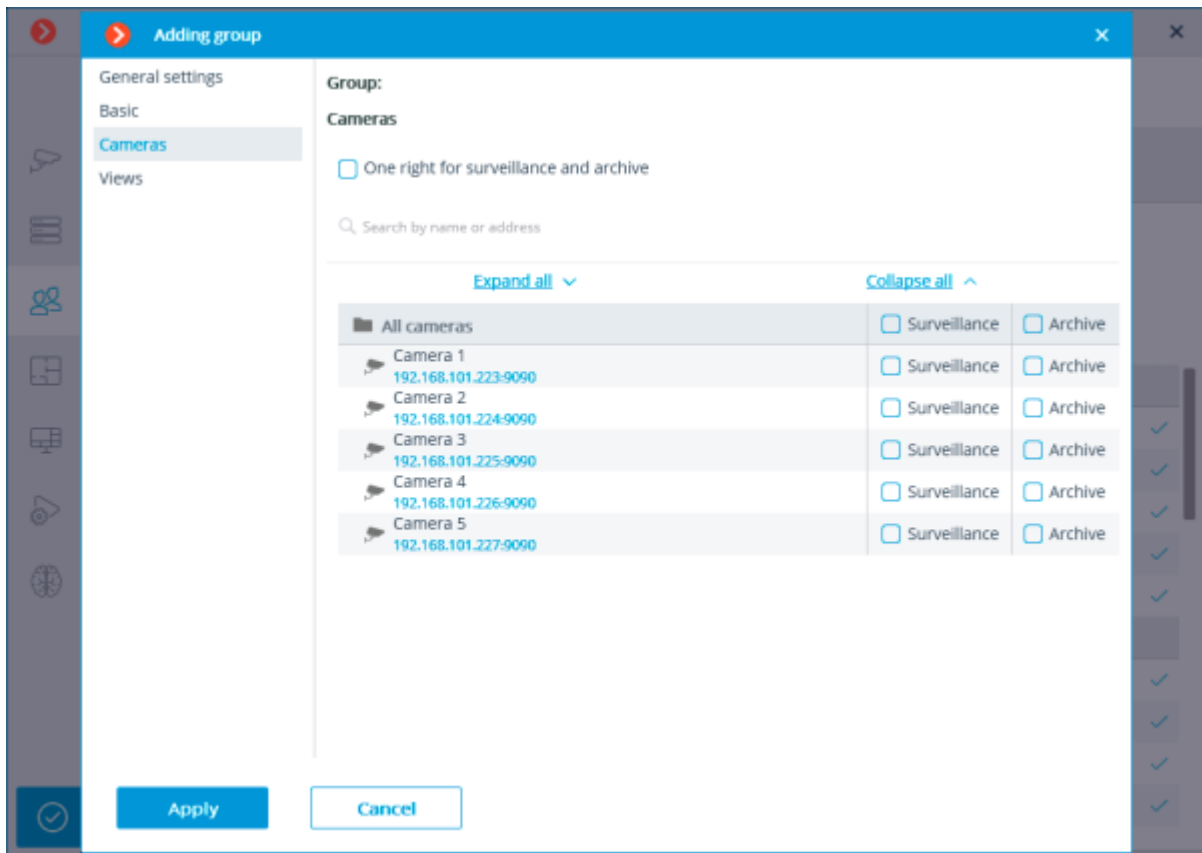 Adding group
General settings
Basic
Cameras
Views
Group:
Cameras
One right for surveillance and archive
Search by name or address
Expand all Collapse all
All cameras Surveillance Archive
Camera 1
192.168.101.223:9090 Surveillance Archive
Camera 2
192.168.101.224:9090 Surveillance Archive
Camera 3
192.168.101.225:9090 Surveillance Archive
Camera 4
192.168.101.226:9090 Surveillance Archive
Camera 5
192.168.101.227:9090 Surveillance Archive
Apply Cancel